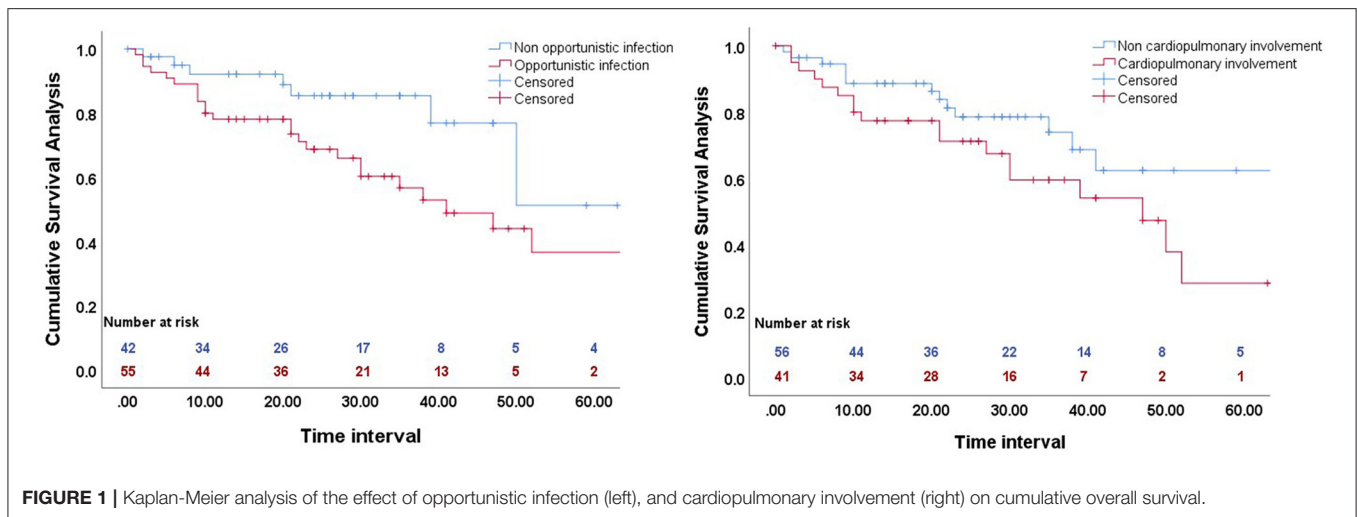 Cumulative Survival Analysis
1.0
0.8
0.6
0.4
0.2
0.0
Non opportunistic infection
Opportunistic infection
Censored
Censored
Number at risk
42 34 26 17 8 5 4
55 44 36 21 13 5 2
.00 10.00 20.00 30.00 40.00 50.00 60.00
Time interval
Cumulative Survival Analysis
1.0
0.8
0.6
0.4
0.2
0.0
Non cardiopulmonary involvement
Cardiopulmonary involvement
Censored
Censored
Number at risk
56 44 36 22 14 8 5
41 34 28 16 7 2 1
.00 10.00 20.00 30.00 40.00 50.00 60.00
Time interval
FIGURE 1 | Kaplan-Meier analysis of the effect of opportunistic infection (left), and cardiopulmonary involvement (right) on cumulative overall survival.